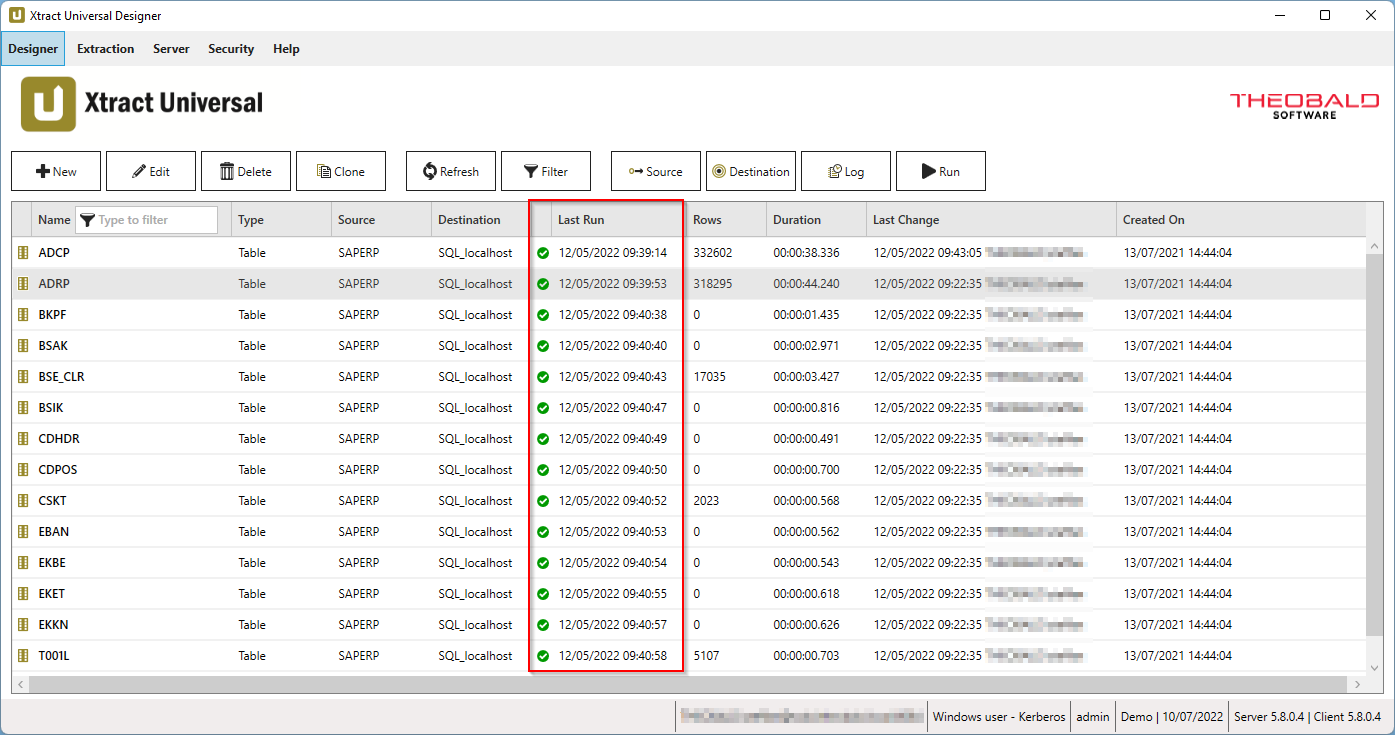 Xtract Universal Designer
Designer Extraction Server Security Help
Xtract Universal
THEOBALD
SOFTWARE
New Edit Delete Clone Refresh Filter Source Destination Log Run
Name Type to filter Type Source Destination Last Run Rows Duration Last Change Created On
ADCP Table SAPERP SQL_localhost 12/05/2022 09:39:14 332602 00:00:38.336 12/05/2022 09:43:05 13/07/2021 14:44:04
ADRP Table SAPERP SQL_localhost 12/05/2022 09:39:53 318295 00:00:44.240 12/05/2022 09:22:35 13/07/2021 14:44:04
BKPF Table SAPERP SQL_localhost 12/05/2022 09:40:38 0 00:00:01.435 12/05/2022 09:22:35 13/07/2021 14:44:04
BSAK Table SAPERP SQL_localhost 12/05/2022 09:40:40 0 00:00:02.971 12/05/2022 09:22:35 13/07/2021 14:44:04
BSE_CLR Table SAPERP SQL_localhost 12/05/2022 09:40:43 17035 00:00:03.427 12/05/2022 09:22:35 13/07/2021 14:44:04
BSIK Table SAPERP SQL_localhost 12/05/2022 09:40:47 0 00:00:00.816 12/05/2022 09:22:35 13/07/2021 14:44:04
CDHDR Table SAPERP SQL_localhost 12/05/2022 09:40:49 0 00:00:00.491 12/05/2022 09:22:35 13/07/2021 14:44:04
CDPOS Table SAPERP SQL_localhost 12/05/2022 09:40:50 0 00:00:00.700 12/05/2022 09:22:35 13/07/2021 14:44:04
CSKT Table SAPERP SQL_localhost 12/05/2022 09:40:52 2023 00:00:00.568 12/05/2022 09:22:35 13/07/2021 14:44:04
EBAN Table SAPERP SQL_localhost 12/05/2022 09:40:53 0 00:00:00.562 12/05/2022 09:22:35 13/07/2021 14:44:04
EKBE Table SAPERP SQL_localhost 12/05/2022 09:40:54 0 00:00:00.543 12/05/2022 09:22:35 13/07/2021 14:44:04
EKET Table SAPERP SQL_localhost 12/05/2022 09:40:55 0 00:00:00.618 12/05/2022 09:22:35 13/07/2021 14:44:04
EKKN Table SAPERP SQL_localhost 12/05/2022 09:40:57 0 00:00:00.626 12/05/2022 09:22:35 13/07/2021 14:44:04
T001L Table SAPERP SQL_localhost 12/05/2022 09:40:58 5107 00:00:00.703 12/05/2022 09:22:35 13/07/2021 14:44:04
Windows user - Kerberos admin Demo | 10/07/2022 Server 5.8.0.4 | Client 5.8.0.4